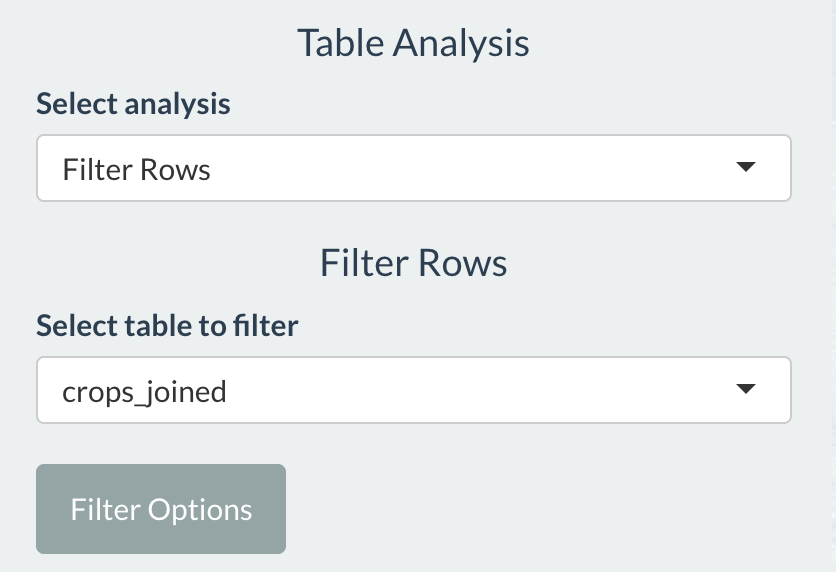 Table Analysis
Select analysis
Filter Rows
Filter Rows
Select table to filter
crops_joined
Filter Options